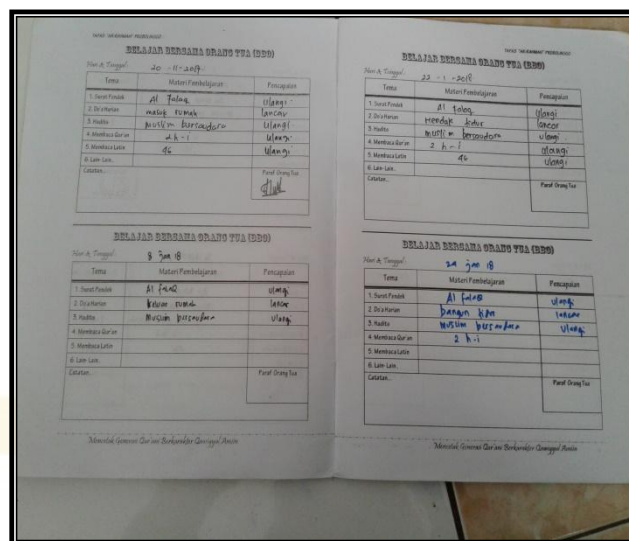 BELAJAR BERSAMA ORANG TUA (BBO)
Hari & Tanggal : 20 - 11 - 2017
Tema Materi Pembelajaran Pencapaian
1. Surat Pendek Al Falaq Ulangi
2. Do'a Harian masuk rumah lancar
3. Hadits muslim bersaudara Ulangi
4. Membaca Qur'an 2 h - i Ulangi
5. Membaca Latin 46 Ulangi
6. Lain-Lain..
Catatan... Paraf Orang Tua
BELAJAR BERSAMA ORANG TUA (BBO)
Hari & Tanggal : 8 Jan 18
Tema Materi Pembelajaran Pencapaian
1. Surat Pendek Al falaQ Ulangi
2. Do'a Harian keluar rumah lancar
3. Hadits Muslim bersaudara Ulangi
4. Membaca Qur'an
5. Membaca Latin
6. Lain-Lain..
Catatan... Paraf Orang Tua
Mencetak Generasi Qur'ani Berkarakter Qowiyyul Amiin
BELAJAR BERSAMA ORANG TUA (BBO)
Hari & Tanggal : 22 - 1 - 2018
Tema Materi Pembelajaran Pencapaian
1. Surat Pendek Al falaq Ulangi
2. Do'a Harian Hendak tidur lancar
3. Hadits muslim bersaudara ulangi
4. Membaca Qur'an 2 h - i ulangi
5. Membaca Latin 46 Ulangi
6. Lain-Lain..
Catatan... Paraf Orang Tua
BELAJAR BERSAMA ORANG TUA (BBO)
Hari & Tanggal : 29 jan 18
Tema Materi Pembelajaran Pencapaian
1. Surat Pendek Al falaQ ulangi
2. Do'a Harian bangun lancar
3. Hadits muslim bersaudara Ulangi
4. Membaca Qur'an 2 h - i
5. Membaca Latin
6. Lain-Lain..
Catatan... Paraf Orang Tua
Mencetak Generasi Qur'ani Berkarakter Qowiyyul Amiin